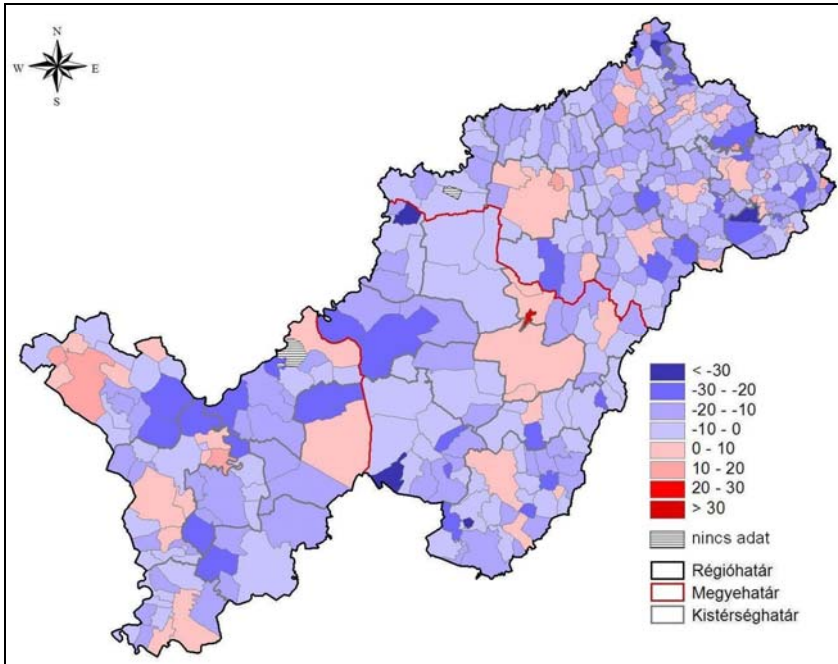 N
W E
S
< -30
-30 - -20
-20 - -10
-10 - 0
0 - 10
10 - 20
20 - 30
> 30
nincs adat
Régióhatár
Megyehatár
Kistérséghatár